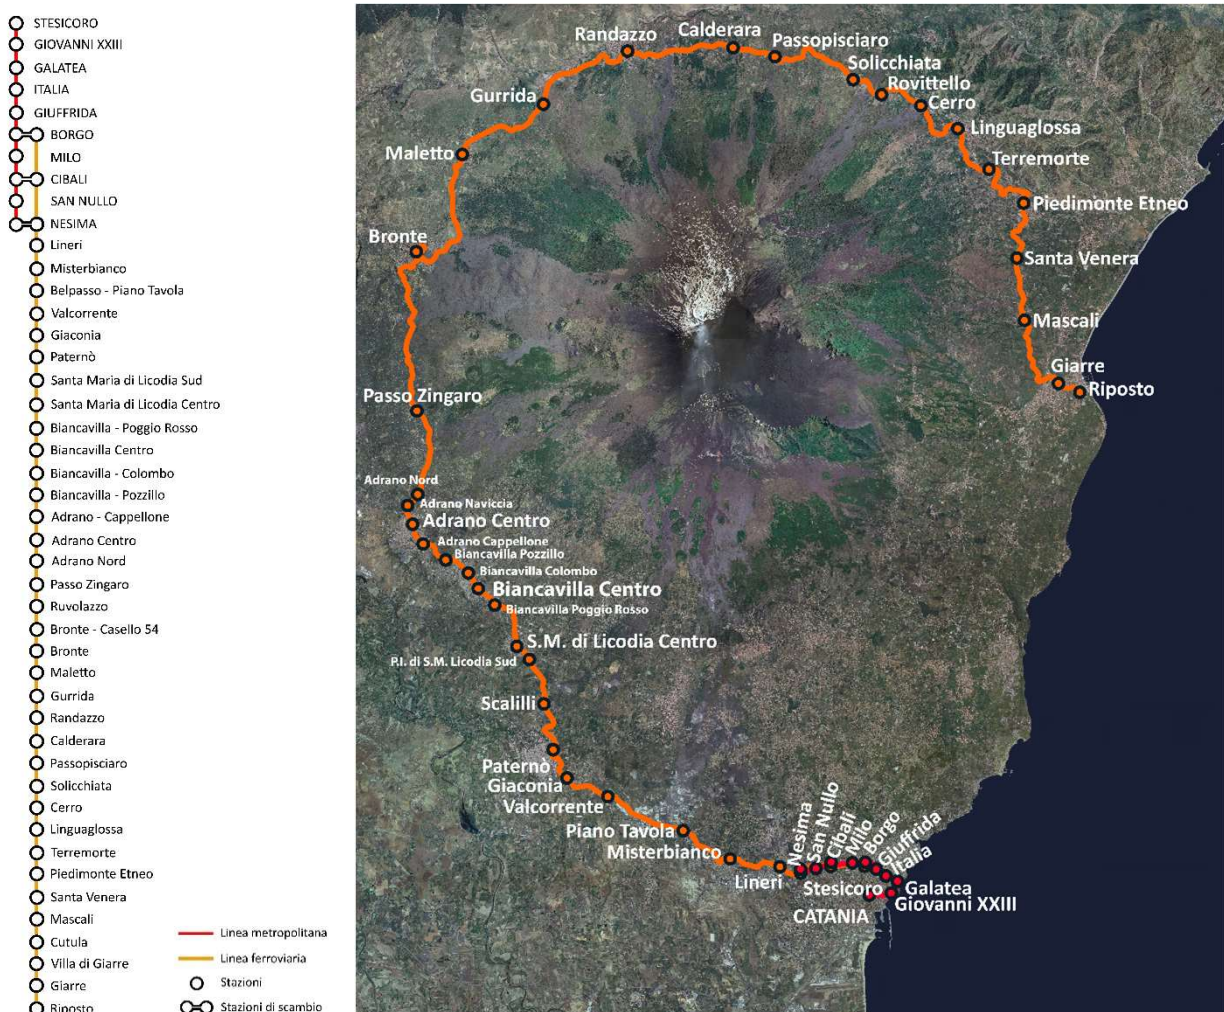 STESICORO
GIOVANNI XXIII
GALATEA
ITALIA
GIUFFRIDA
BORGO
MILO
CIBALI
SAN NULLO
NESIMA
Lineri
Misterbianco
Belpasso - Piano Tavola
Valcorrente
Giaconia
Paternò
Santa Maria di Licodia Sud
Santa Maria di Licodia Centro
Biancavilla - Poggio Rosso
Biancavilla Centro
Biancavilla - Colombo
Biancavilla - Pozzillo
Adrano - Cappellone
Adrano Centro
Adrano Nord
Passo Zingaro
Ruvolazzo
Bronte - Casello 54
Bronte
Maletto
Gurrida
Randazzo
Calderara
Passopisciaro
Solicchiata
Cerro
Linguaglossa
Terremorte
Piedimonte Etneo
Santa Venera
Mascali
Cutula
Villa di Giarre
Giarre
Riposto
Linea metropolitana
Linea ferroviaria
Stazioni
Stazioni di scambio
Randazzo
Calderara
Passopisciaro
Solicchiata
Rovittello
Cerro
Linguaglossa
Terremorte
Piedimonte Etneo
Santa Venera
Mascali
Giarre
Riposto
Gurrida
Maletto
Bronte
Passo Zingaro
Adrano Nord
Adrano Naviccia
Adrano Centro
Adrano Cappellone
Biancavilla Pozzillo
Biancavilla Colombo
Biancavilla Centro
Biancavilla Poggio Rosso
S.M. di Licodia Centro
P.I. di S.M. Licodia Sud
Scalilli
Paternò
Giaconia
Valcorrente
Piano Tavola
Misterbianco
Lineri
Nesima
San Nullo
Cibali
Milo
Borgo
Giuffrida
Italia
Galatea
Giovanni XXIII
Stesicoro
CATANIA